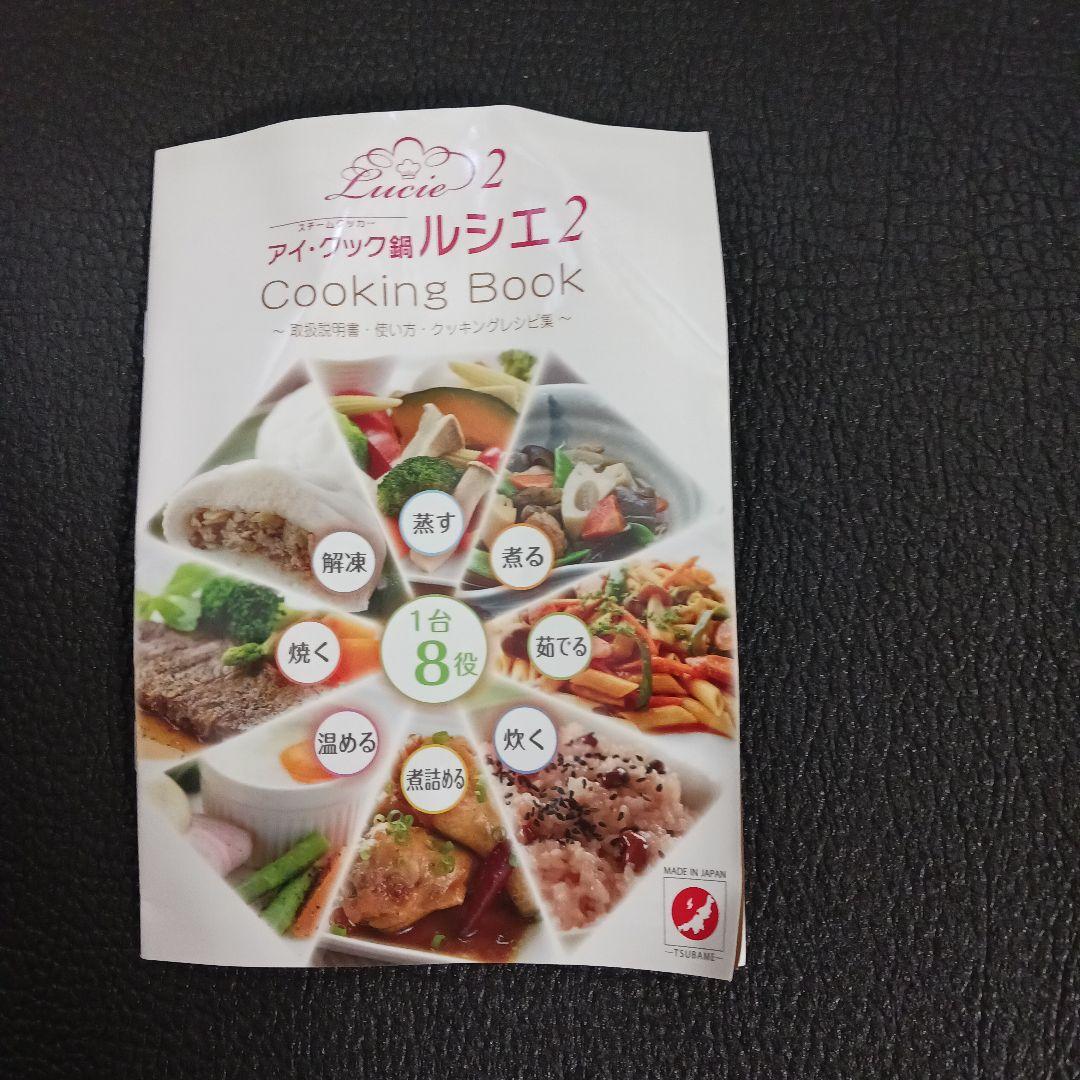 Lucie 2
スチームクッカー
アイ・クック鍋 ルシエ2
Cooking Book
～ 取扱説明書・使い方・クッキングレシピ集 ～
蒸す
解凍
煮る
1台
8役
焼く
茹でる
温める
炊く
煮詰める
MADE IN JAPAN
TSUBAME